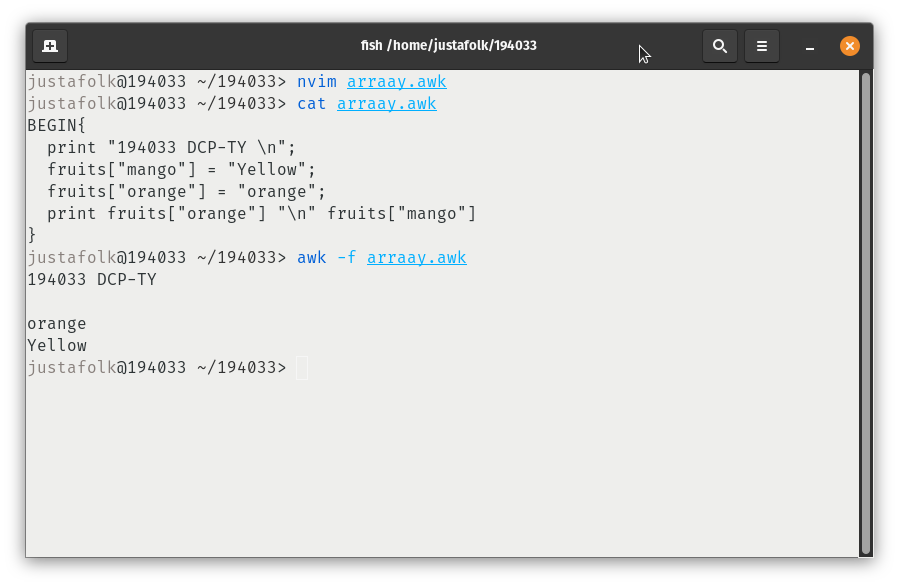 fish /home/justafolk/194033
justafolk@194033 ~/194033> nvim arraay.awk
justafolk@194033 ~/194033> cat arraay.awk
BEGIN{
  print "194033 DCP-TY \n";
  fruits["mango"] = "Yellow";
  fruits["orange"] = "orange";
  print fruits["orange"] "\n" fruits["mango"]
}
justafolk@194033 ~/194033> awk -f arraay.awk
194033 DCP-TY

orange
Yellow
justafolk@194033 ~/194033>